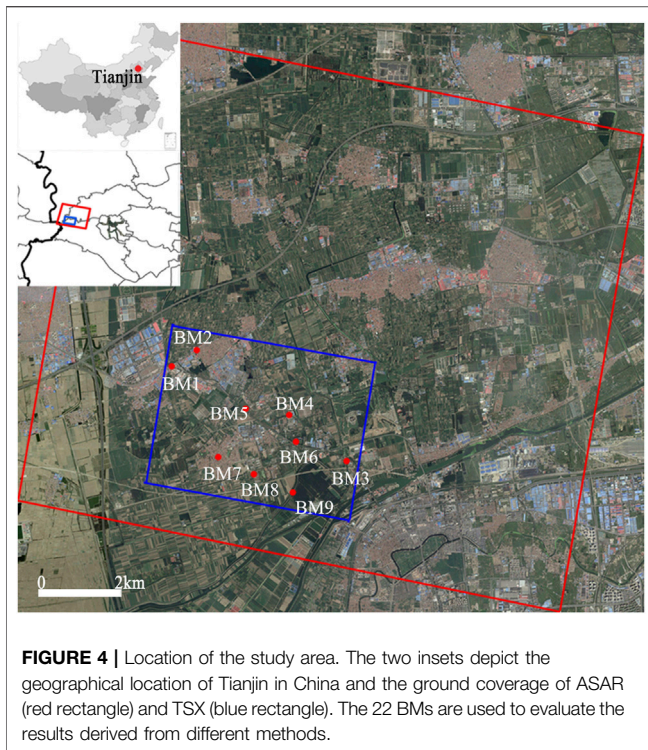 Tianjin
BM2
BM1
BM5
BM4
BM6
BM7
BM3
BM8
BM9
0 2km
FIGURE 4 | Location of the study area. The two insets depict the
geographical location of Tianjin in China and the ground coverage of ASAR
(red rectangle) and TSX (blue rectangle). The 22 BMs are used to evaluate the
results derived from different methods.